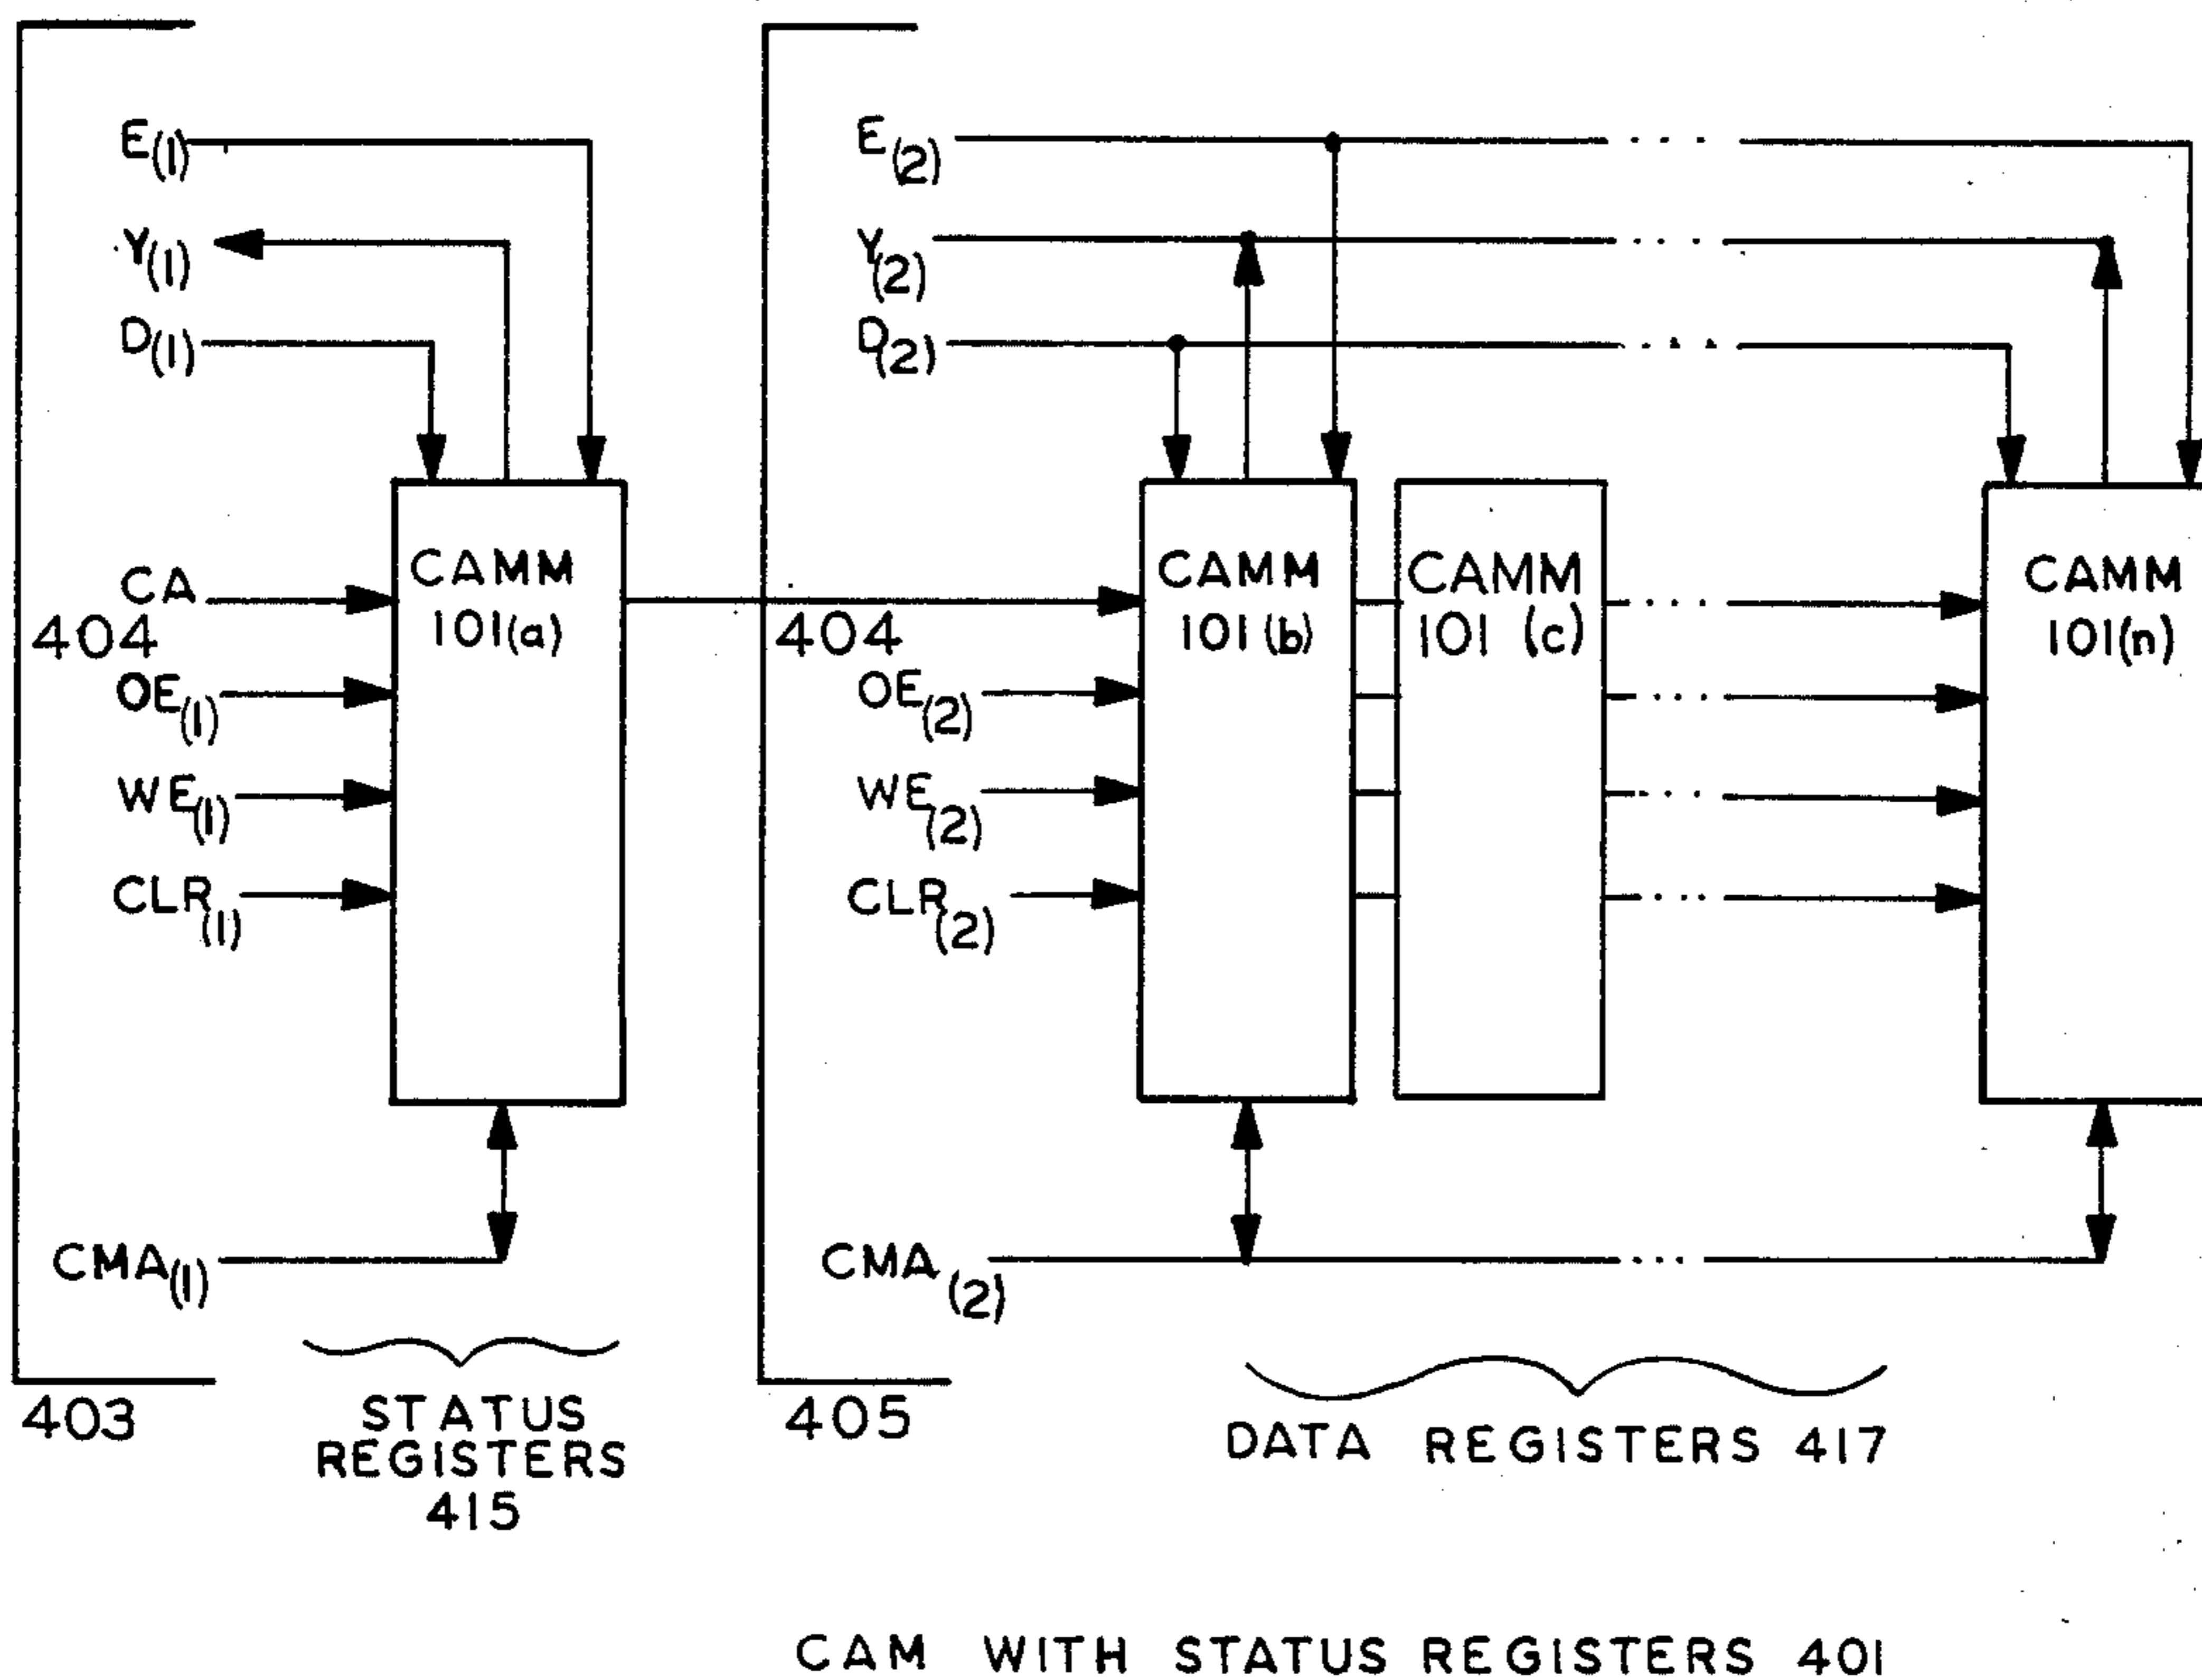 E(1)
Y(1)
D(1)
CA
404
OE(1)
WE(1)
CLR(1)
CAMM
101(a)
CMA(1)
403
STATUS
REGISTERS
415
E(2)
Y(2)
D(2)
404
OE(2)
WE(2)
CLR(2)
CAMM
101(b)
CAMM
101 (c)
CAMM
101(n)
CMA(2)
405
DATA REGISTERS 417
CAM WITH STATUS REGISTERS 401